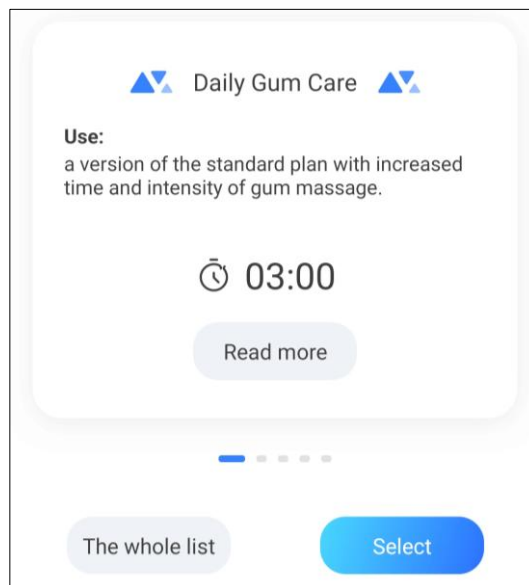 Daily Gum Care
Use:
a version of the standard plan with increased
time and intensity of gum massage.
03:00
Read more
The whole list
Select